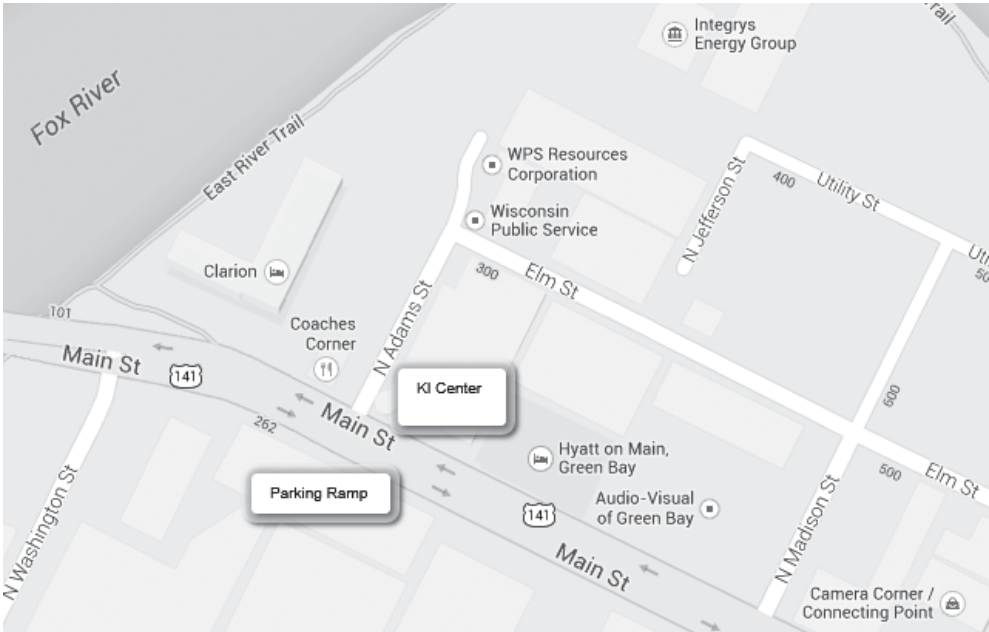 Integrys
Energy Group
Trail
Fox River
East River Trail
WPS Resources
Corporation
N Jefferson St
400
Utility St
Wisconsin
Public Service
Clarion
300
Elm St
N Adams St
101
Coaches
Corner
Main St
141
KI Center
600
262
Main St
Hyatt on Main,
Green Bay
500
Elm St
Parking Ramp
Audio-Visual
of Green Bay
141
N Washington St
N Madison St
Main St
Camera Corner /
Connecting Point